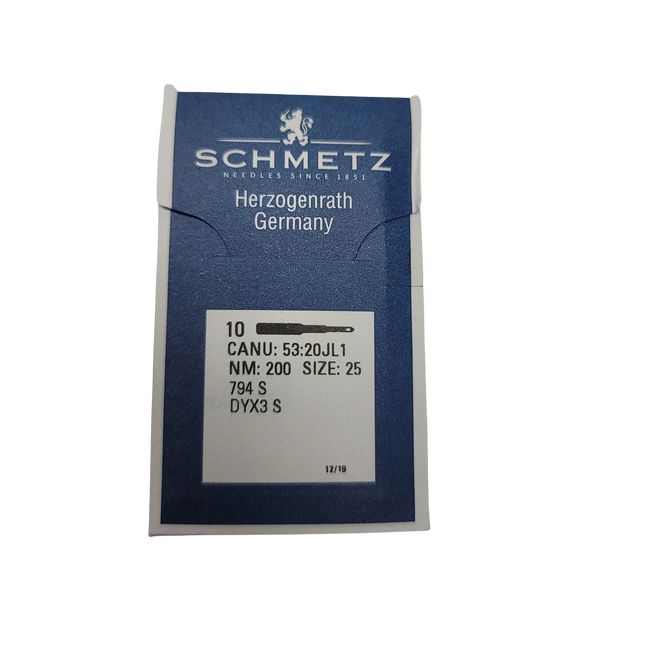 SCHMETZ
NEEDLES SINCE 1851
Herzogenrath
Germany
10
CANU: 53:20JL1
NM: 200 SIZE: 25
794 S
DYX3 S
12/19